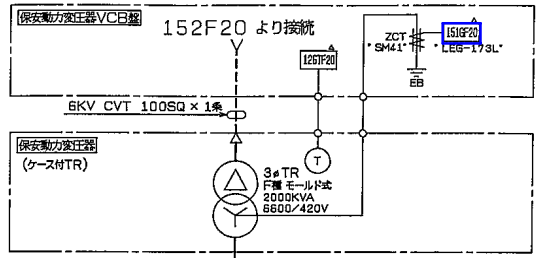 保安動力変圧器VCB盤
152F20 より接続
126TF20
ZCT
"SM41"
151GF20
"LEG-173L"
EB
6KV CVT 100SQ × 1条
保安動力変圧器
(ケース付TR)
T
3φTR
F種 モールド式
2000KVA
6600/420V